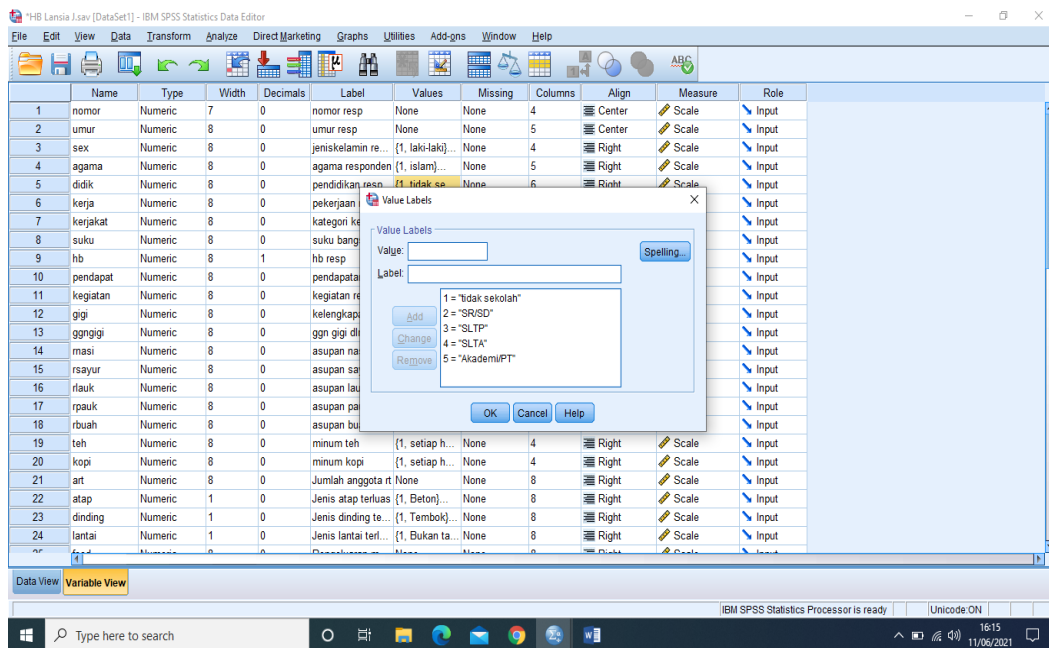 *HB Lansia J.sav [DataSet1] - IBM SPSS Statistics Data Editor
File Edit View Data Transform Analyze Direct Marketing Graphs Utilities Add-ons Window Help
Name Type Width Decimals Label Values Missing Columns Align Measure Role
1 nomor Numeric 7 0 nomor resp None None 4 Center Scale Input
2 umur Numeric 8 0 umur resp None None 5 Center Scale Input
3 sex Numeric 8 0 jeniskelamin re... {1, laki-laki}... None 4 Right Scale Input
4 agama Numeric 8 0 agama responden {1, islam}... None 5 Right Scale Input
5 didik Numeric 8 0 pendidikan resp {1, tidak se... None 6 Right Scale Input
6 kerja Numeric 8 0 pekerjaan Scale Input
7 kerjakat Numeric 8 0 kategori Scale Input
8 suku Numeric 8 0 suku Scale Input
9 hb Numeric 8 1 hb resp Scale Input
10 pendapat Numeric 8 0 Scale Input
11 kegiatan Numeric 8 0 kegiatan Scale Input
12 gigi Numeric 8 0 Scale Input
13 ggngigi Numeric 8 0 ggn gigi Scale Input
14 rnasi Numeric 8 0 asupan Scale Input
15 rsayur Numeric 8 0 asupan Scale Input
16 rlauk Numeric 8 0 asupan Scale Input
17 rpauk Numeric 8 0 asupan Scale Input
18 rbuah Numeric 8 0 asupan Scale Input
19 teh Numeric 8 0 minum teh {1, setiap h... None 4 Right Scale Input
20 kopi Numeric 8 0 minum kopi {1, setiap h... None 4 Right Scale Input
21 art Numeric 8 0 Jumlah anggota rt None None 8 Right Scale Input
22 atap Numeric 1 0 Jenis atap terluas {1, Beton}... None 8 Right Scale Input
23 dinding Numeric 1 0 Jenis dinding te... {1, Tembok}... None 8 Right Scale Input
24 lantai Numeric 1 0 Jenis lantai terl... {1, Bukan ta... None 8 Right Scale Input
Value Labels
Value Labels
Value:
Spelling...
Label:
Add
Change
Remove
1 = "tidak sekolah"
2 = "SR/SD"
3 = "SLTP"
4 = "SLTA"
5 = "Akademi/PT"
OK Cancel Help
Data View Variable View
IBM SPSS Statistics Processor is ready Unicode:ON
Type here to search
16:15
11/06/2021